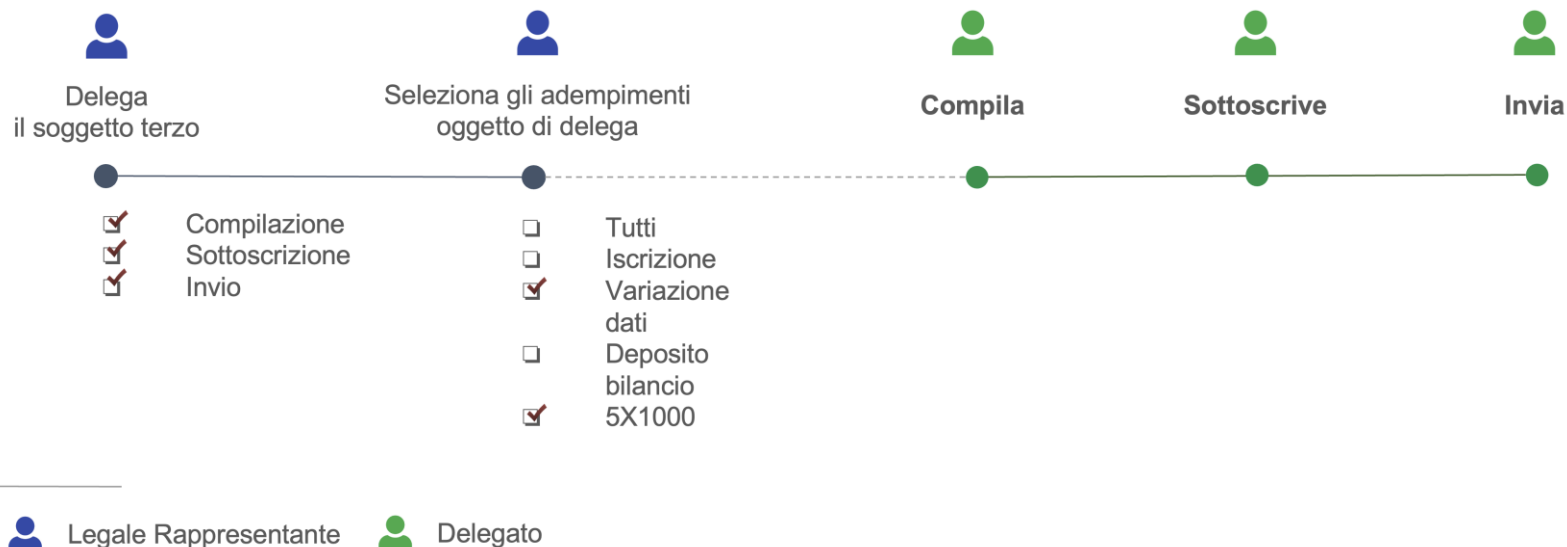 Delega
il soggetto terzo
Seleziona gli adempimenti
oggetto di delega
Compila
Sottoscrive
Invia
Compilazione
Sottoscrizione
Invio
Tutti
Iscrizione
Variazione
dati
Deposito
bilancio
5X1000
Legale Rappresentante
Delegato